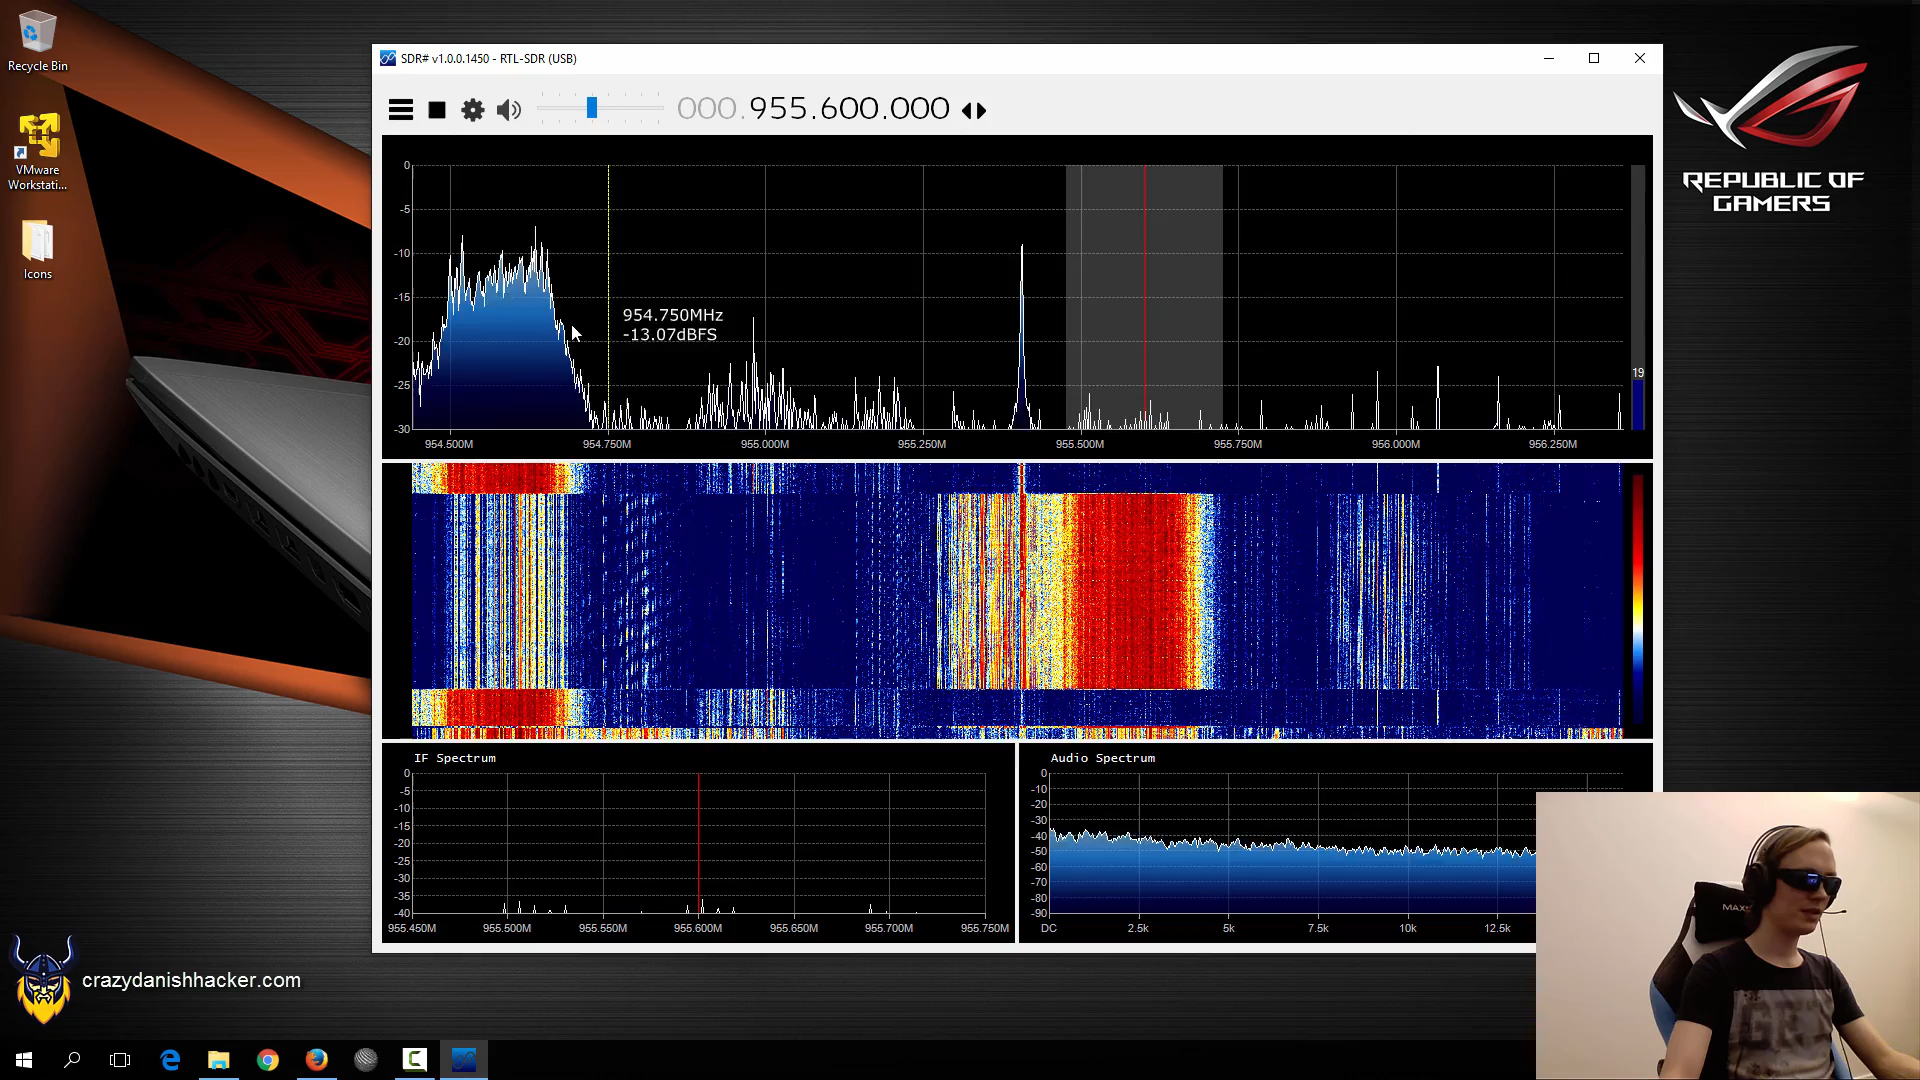 Recycle Bin
VMware
Workstati...
Icons
SDR# v1.0.0.1450 - RTL-SDR (USB)
000.955.600.000
REPUBLIC OF
GAMERS
0
-5
-10
-15
-20
-25
-30
954.750MHz
-13.07dBFS
19
954.500M
954.750M
955.000M
955.250M
955.500M
955.750M
956.000M
956.250M
IF Spectrum
0
-5
-10
-15
-20
-25
-30
-35
-40
955.450M
955.500M
955.550M
955.600M
955.650M
955.700M
955.750M
Audio Spectrum
0
-10
-20
-30
-40
-50
-60
-70
-80
-90
DC
2.5k
5k
7.5k
10k
12.5k
crazydanishhacker.com